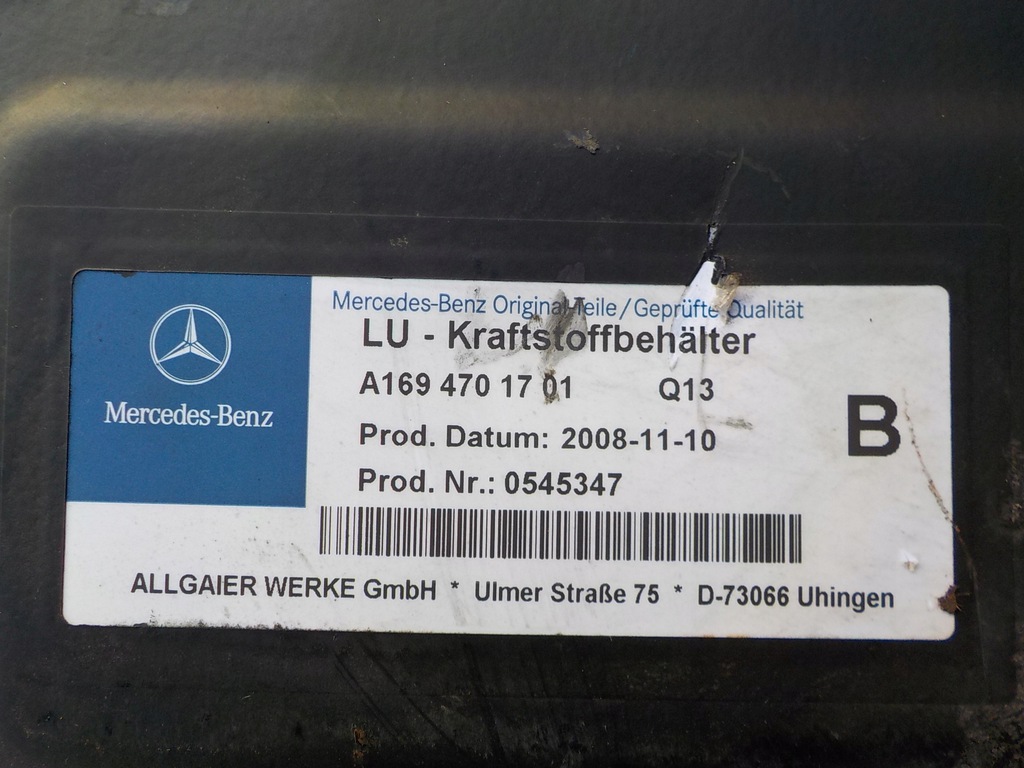 Mercedes-Benz
Mercedes-Benz Original-Teile/Geprüfte Qualität
LU - Kraftstoffbehälter
A169 470 17 01 Q13
B
Prod. Datum: 2008-11-10
Prod. Nr.: 0545347
ALLGAIER WERKE GmbH * Ulmer Straße 75 * D-73066 Uhingen